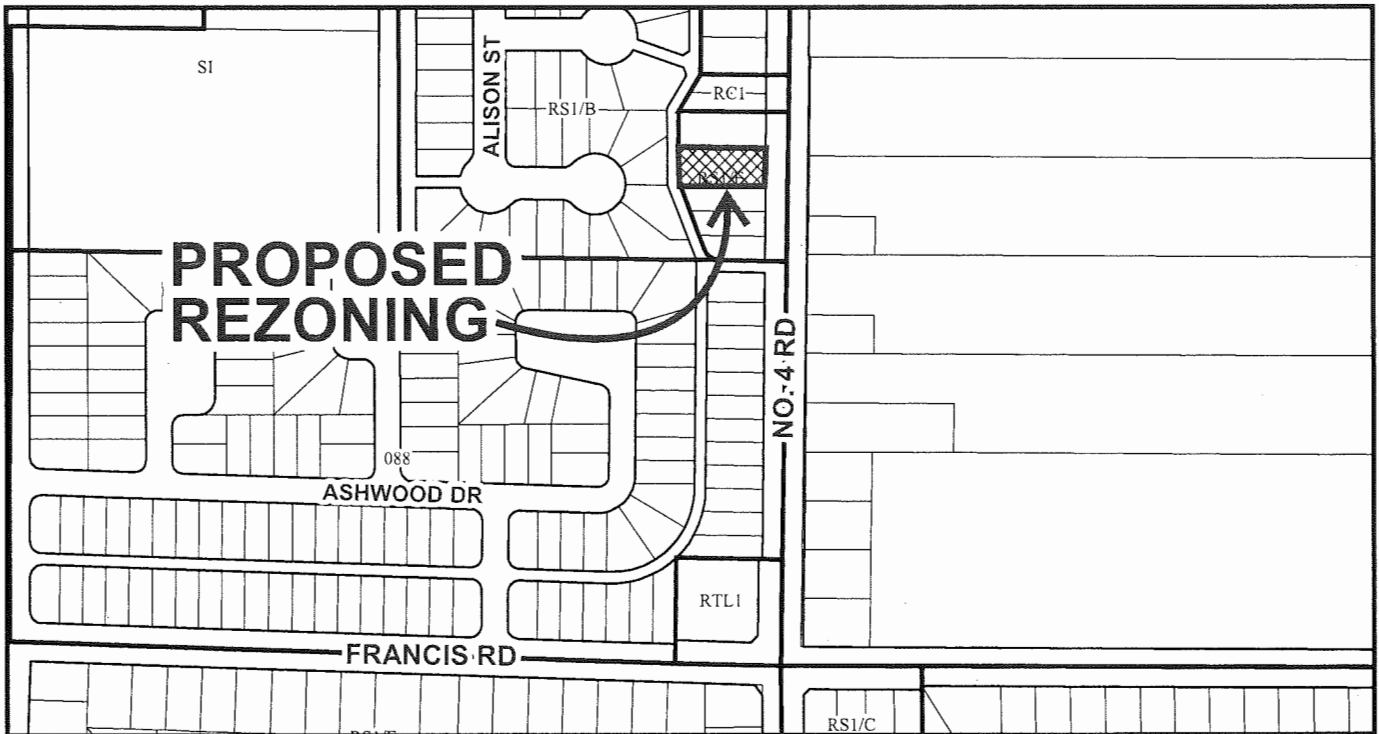 SI
ALISON ST
RS1/B
RC1
PROPOSED
REZONING
NO. 4 RD
088
ASHWOOD DR
RTL1
FRANCIS RD
RS1/C